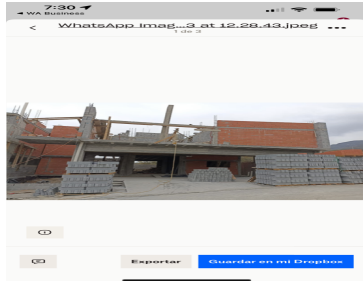 7:30
◀ WA Business
WhatsApp Imag...3 at 12.28.43.jpeg
1 de 3
Exportar
Guardar en mi Dropbox